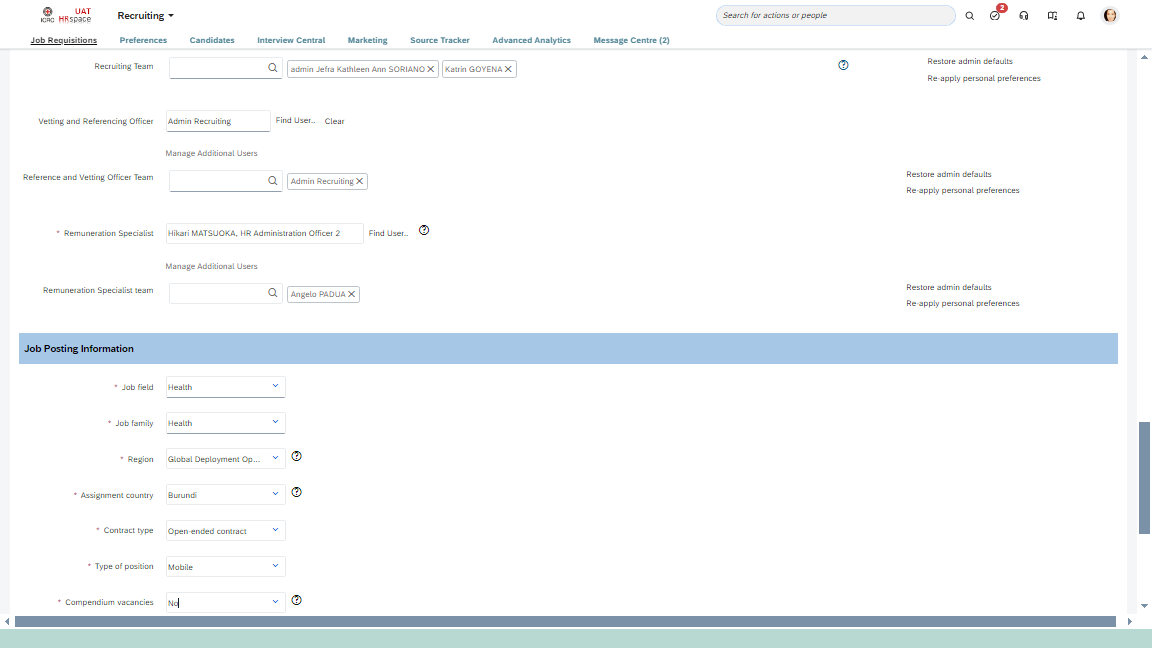 ICRC UAT HRspace Recruiting Search for actions or people 2
Job Requisitions Preferences Candidates Interview Central Marketing Source Tracker Advanced Analytics Message Centre (2)
Recruiting Team admin Jefra Kathleen Ann SORIANO Katrin GOYENA Restore admin defaults
Re-apply personal preferences
Vetting and Referencing Officer Admin Recruiting Find User.. Clear
Manage Additional Users
Reference and Vetting Officer Team Admin Recruiting Restore admin defaults
Re-apply personal preferences
* Remuneration Specialist Hikari MATSUOKA, HR Administration Officer 2 Find User..
Manage Additional Users
Remuneration Specialist team Angelo PADUA Restore admin defaults
Re-apply personal preferences
Job Posting Information
* Job field Health
* Job family Health
* Region Global Deployment Op...
* Assignment country Burundi
* Contract type Open-ended contract
* Type of position Mobile
* Compendium vacancies No